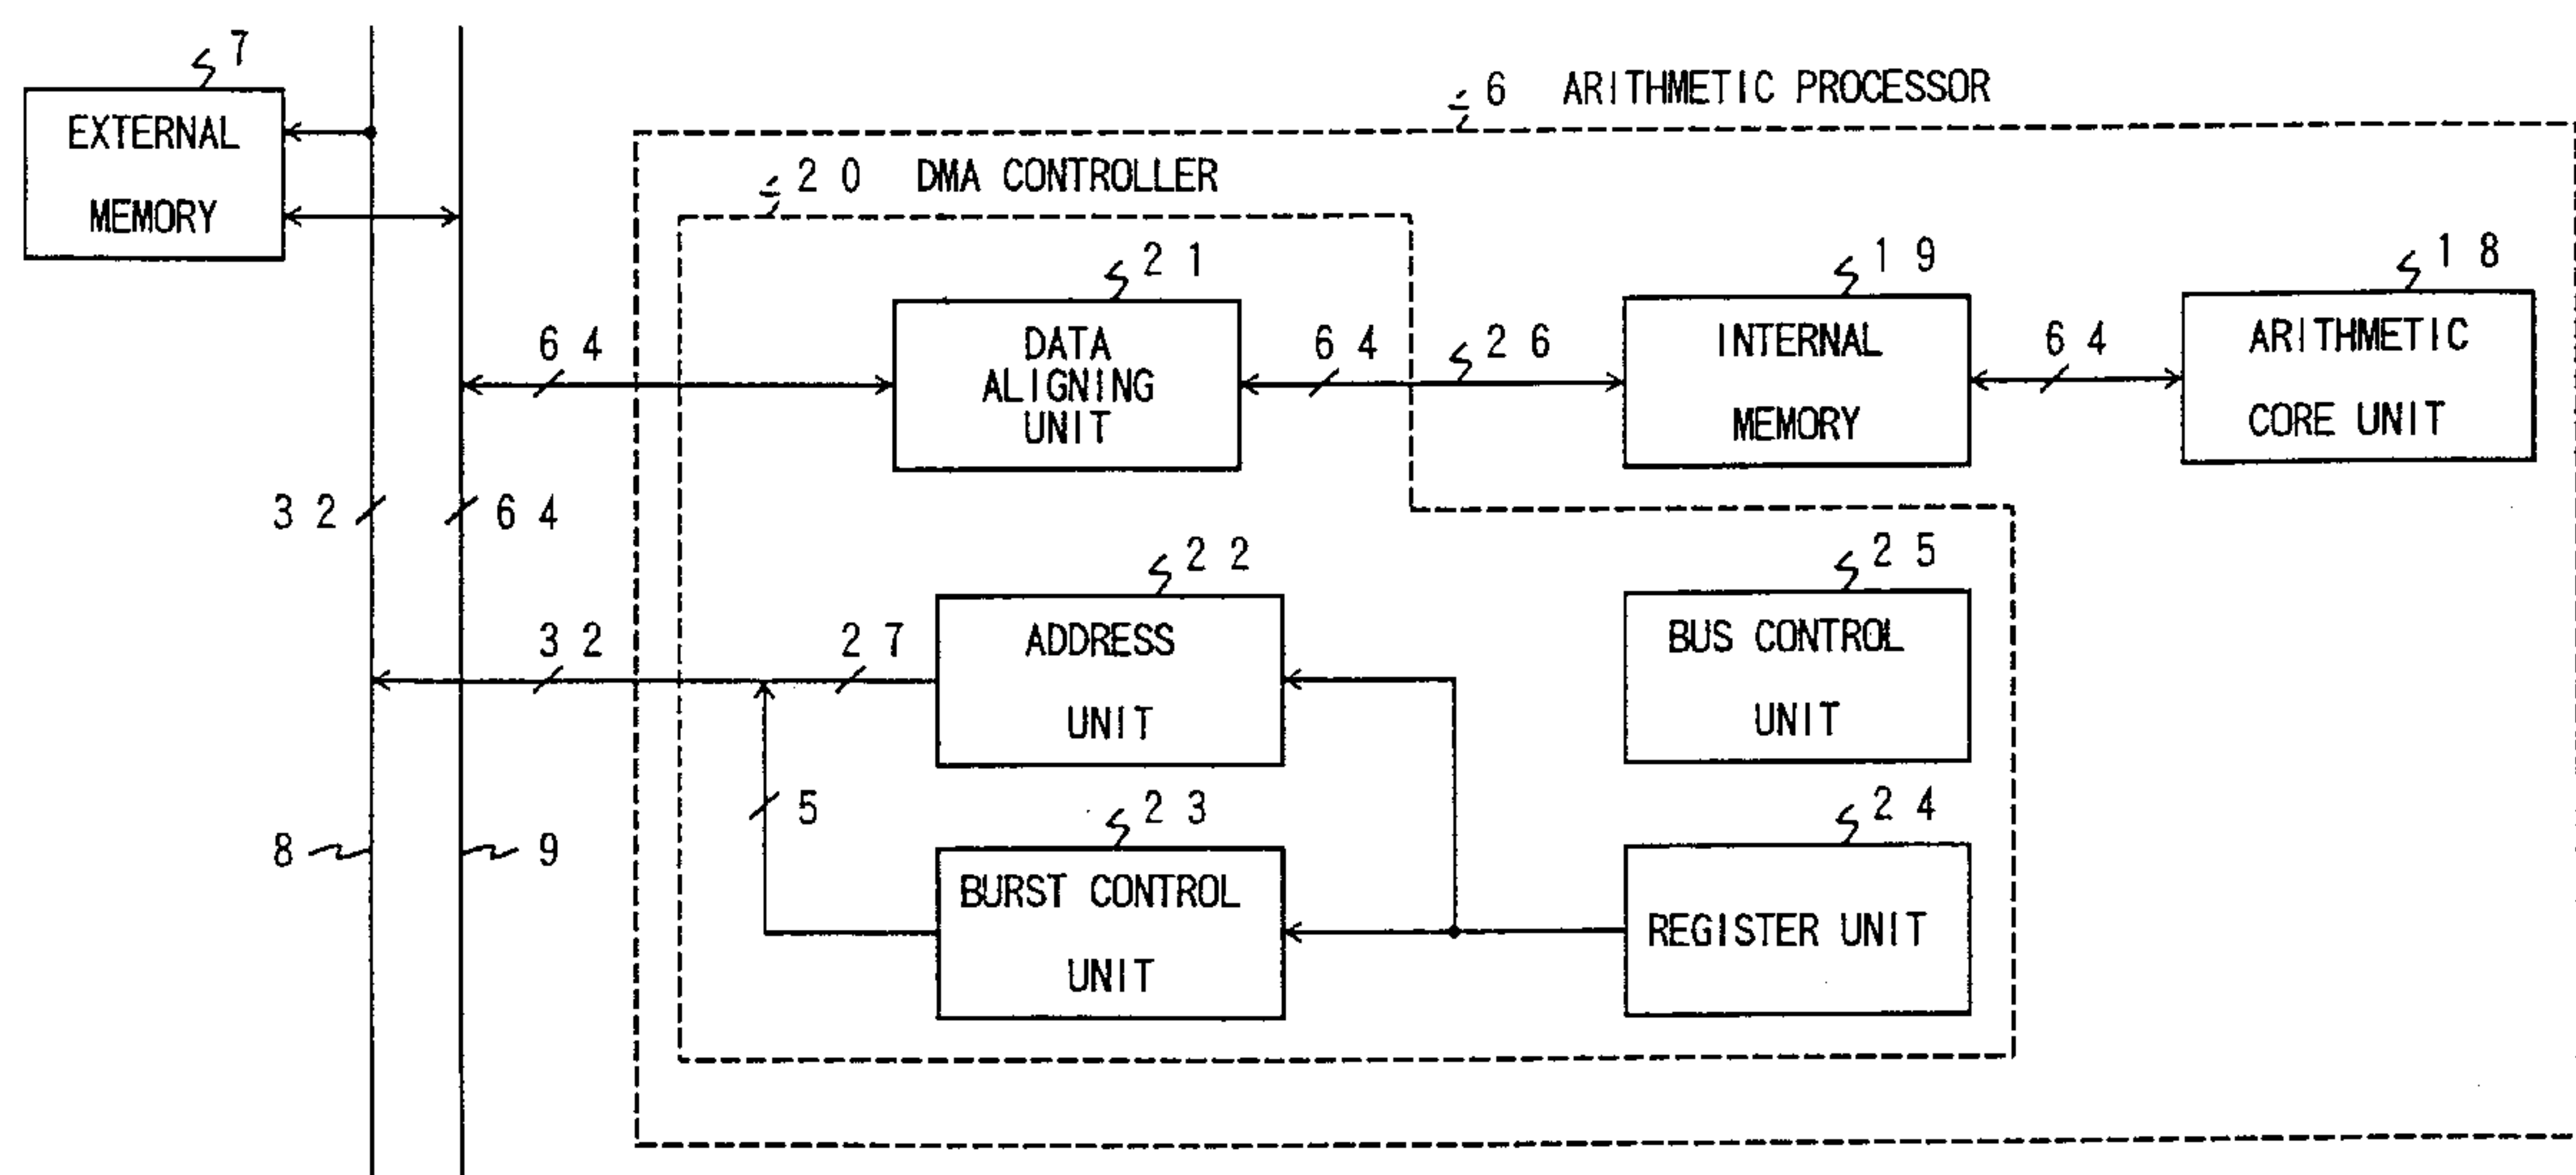 7
EXTERNAL
MEMORY
6 ARITHMETIC PROCESSOR
20 DMA CONTROLLER
21
DATA
ALIGNING
UNIT
64
64
26
19
INTERNAL
MEMORY
64
18
ARITHMETIC
CORE UNIT
32
64
22
ADDRESS
UNIT
32
27
25
BUS CONTROL
UNIT
5
23
BURST CONTROL
UNIT
24
REGISTER UNIT
8
9